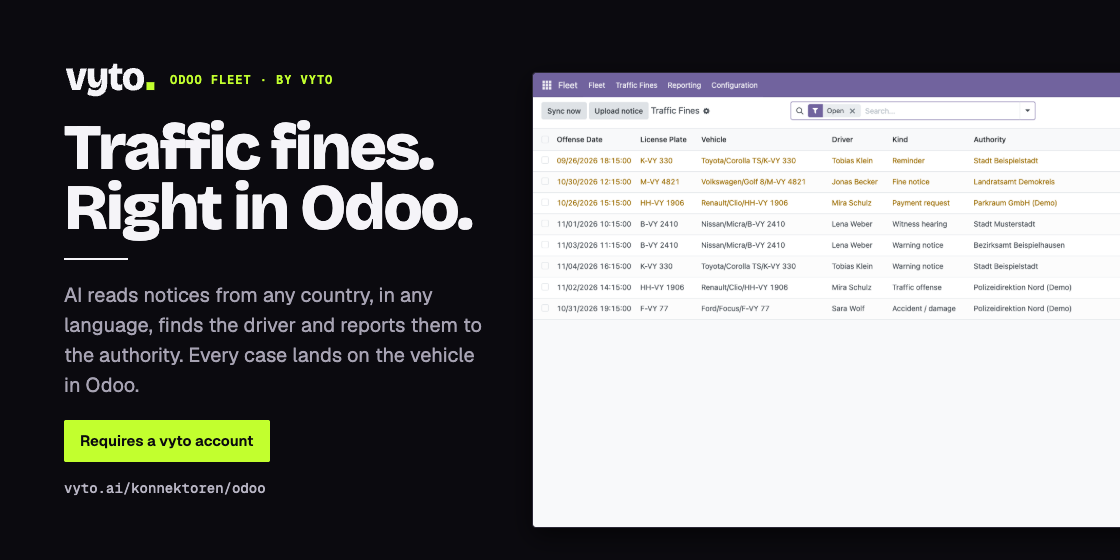 vyto. ODOO FLEET · BY VYTO
Traffic fines.
Right in Odoo.
AI reads notices from any country, in any
language, finds the driver and reports them to
the authority. Every case lands on the vehicle
in Odoo.
Requires a vyto account
vyto.ai/konnektoren/odoo
Fleet Fleet Traffic Fines Reporting Configuration
Sync now Upload notice Traffic Fines Open Search...
Offense Date License Plate Vehicle Driver Kind Authority
09/26/2026 18:15:00 K-VY 330 Toyota/Corolla TS/K-VY 330 Tobias Klein Reminder Stadt Beispielstadt
10/30/2026 12:15:00 M-VY 4821 Volkswagen/Golf 8/M-VY 4821 Jonas Becker Fine notice Landratsamt Demokreis
10/26/2026 15:15:00 HH-VY 1906 Renault/Clio/HH-VY 1906 Mira Schulz Payment request Parkraum GmbH (Demo)
11/01/2026 10:15:00 B-VY 2410 Nissan/Micra/B-VY 2410 Lena Weber Witness hearing Stadt Musterstadt
11/03/2026 11:15:00 B-VY 2410 Nissan/Micra/B-VY 2410 Lena Weber Warning notice Bezirksamt Beispielhausen
11/04/2026 16:15:00 K-VY 330 Toyota/Corolla TS/K-VY 330 Tobias Klein Warning notice Stadt Beispielstadt
11/02/2026 14:15:00 HH-VY 1906 Renault/Clio/HH-VY 1906 Mira Schulz Traffic offense Polizeidirektion Nord (Demo)
10/31/2026 19:15:00 F-VY 77 Ford/Focus/F-VY 77 Sara Wolf Accident / damage Polizeidirektion Nord (Demo)